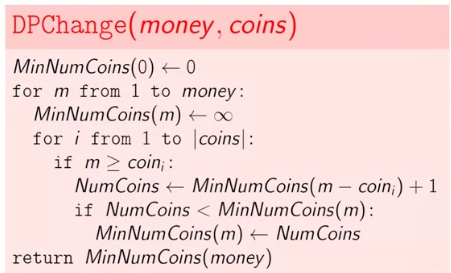 DPChange(money, coins)
MinNumCoins(0) ← 0
for m from 1 to money:
MinNumCoins(m) ← ∞
for i from 1 to |coins|:
if m ≥ coinᵢ:
NumCoins ← MinNumCoins(m − coinᵢ) + 1
if NumCoins < MinNumCoins(m):
MinNumCoins(m) ← NumCoins
return MinNumCoins(money)